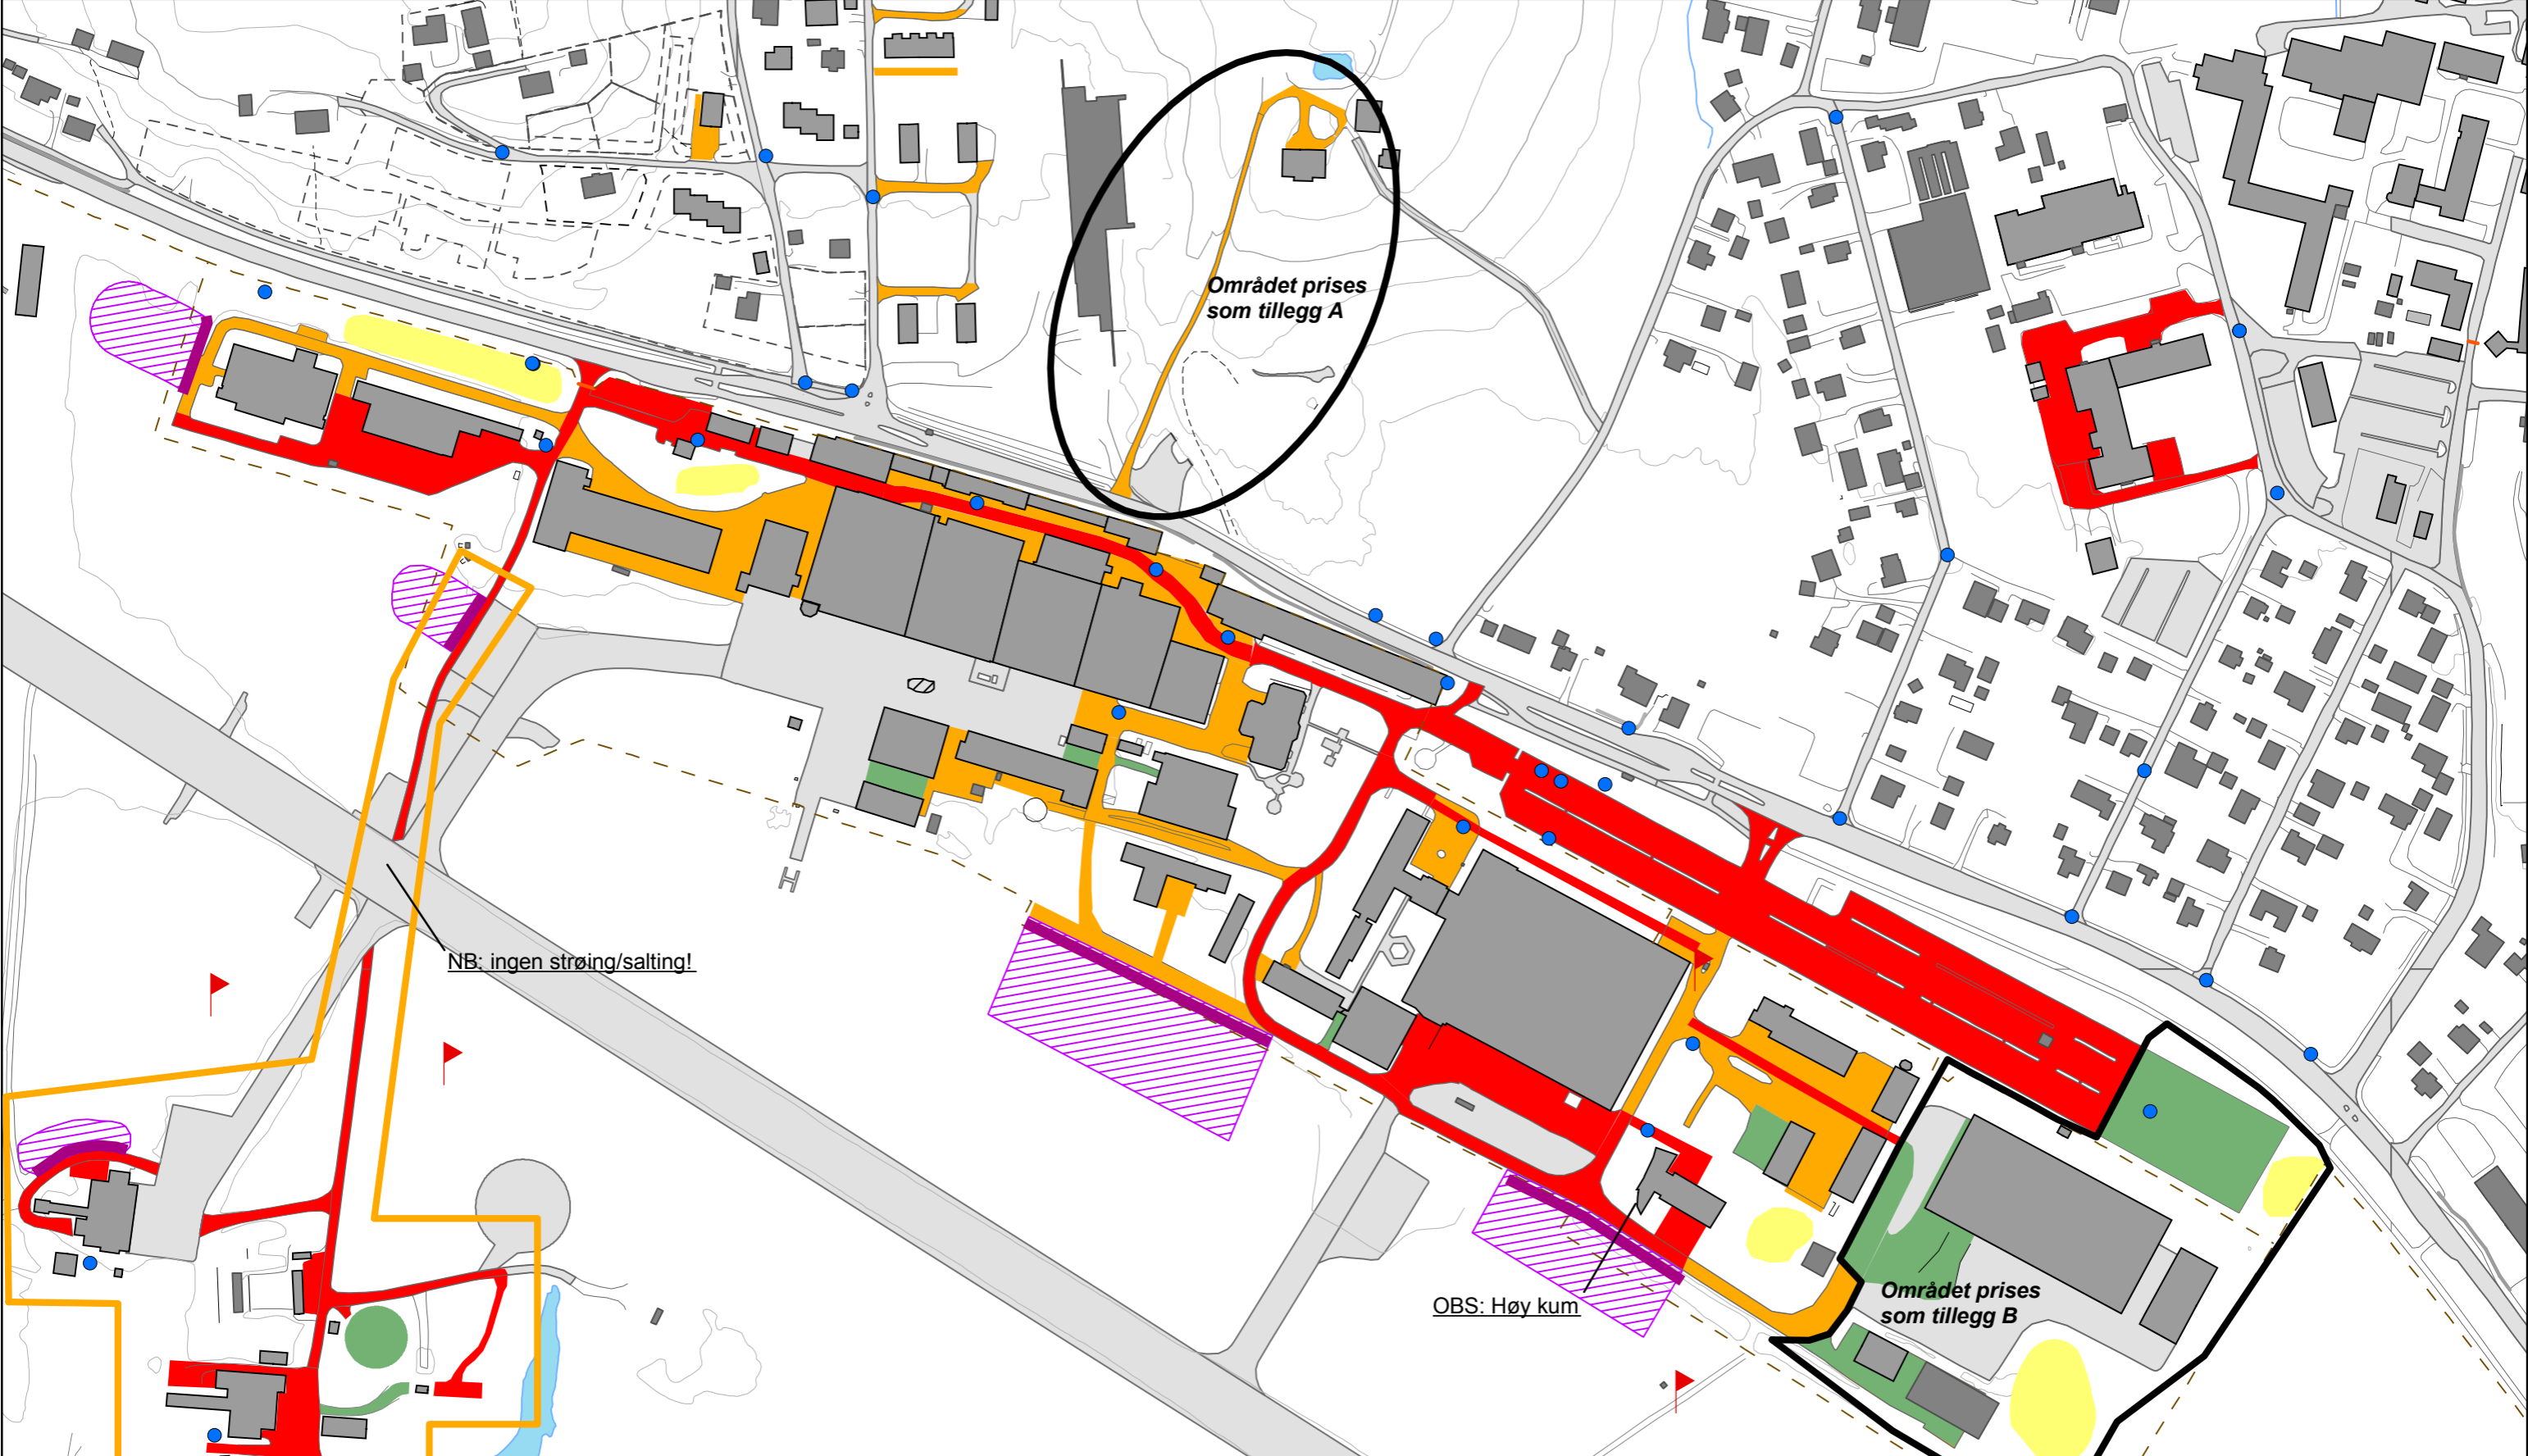 Området prises
som tillegg A
NB: ingen strøing/salting!
OBS: Høy kum
Området prises
som tillegg B